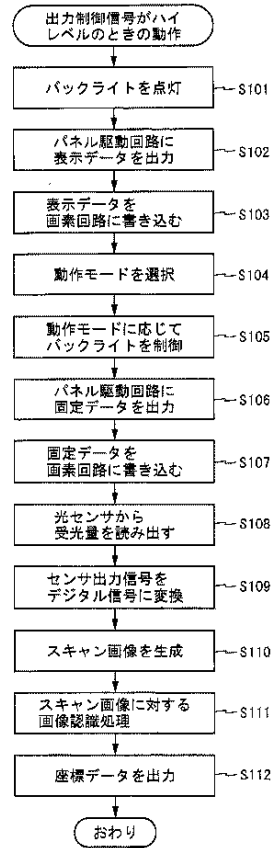 出力制御信号がハイ
レベルのときの動作
バックライトを点灯
S101
パネル駆動回路に
表示データを出力
S102
表示データを
画素回路に書き込む
S103
動作モードを選択
S104
動作モードに応じて
バックライトを制御
S105
パネル駆動回路に
固定データを出力
S106
固定データを
画素回路に書き込む
S107
光センサから
受光量を読み出す
S108
センサ出力信号を
デジタル信号に変換
S109
スキャン画像を生成
S110
スキャン画像に対する
画像認識処理
S111
座標データを出力
S112
おわり